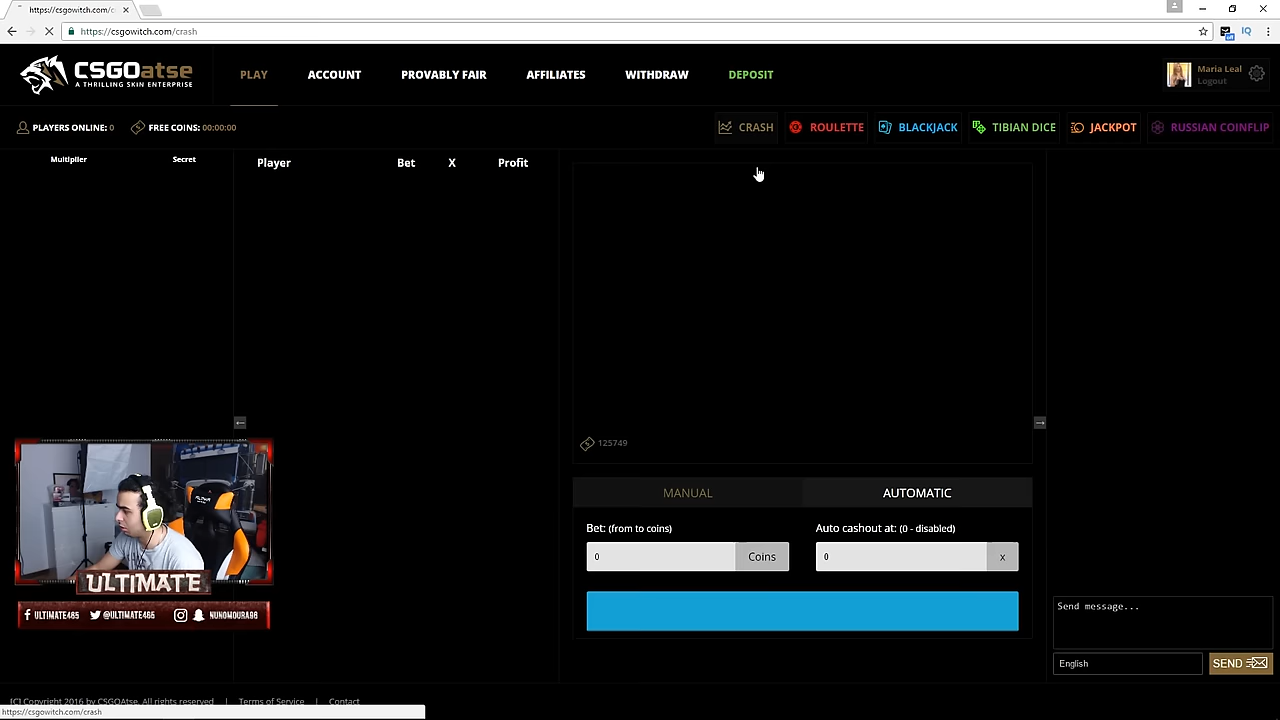 https://csgowitch.com/c
https://csgowitch.com/crash
IQ
CSGOatse
A THRILLING SKIN ENTERPRISE
PLAY
ACCOUNT
PROVABLY FAIR
AFFILIATES
WITHDRAW
DEPOSIT
Maria Leal
Logout
PLAYERS ONLINE: 0
FREE COINS: 00:00:00
CRASH
ROULETTE
BLACKJACK
TIBIAN DICE
JACKPOT
RUSSIAN COINFLIP
Multiplier
Secret
Player
Bet
X
Profit
125749
MANUAL
AUTOMATIC
Bet: (from to coins)
Auto cashout at: (0 - disabled)
0
Coins
0
x
ULTIMATE
ULTIMATE465
@ULTIMATE466
NUNOMOURA98
Send message...
English
SEND
[C] Copyright 2016 by CSGOAtse. All rights reserved | Terms of Service | Contact
https://csgowitch.com/crash